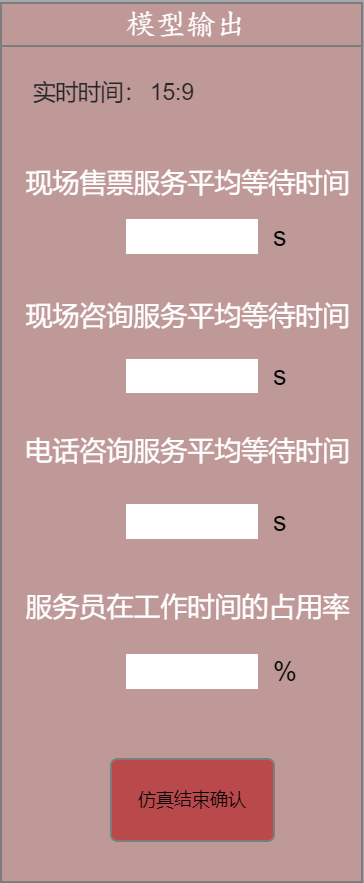 模型输出
实时时间： 15:9
现场售票服务平均等待时间
s
现场咨询服务平均等待时间
s
电话咨询服务平均等待时间
s
服务员在工作时间的占用率
%
仿真结束确认